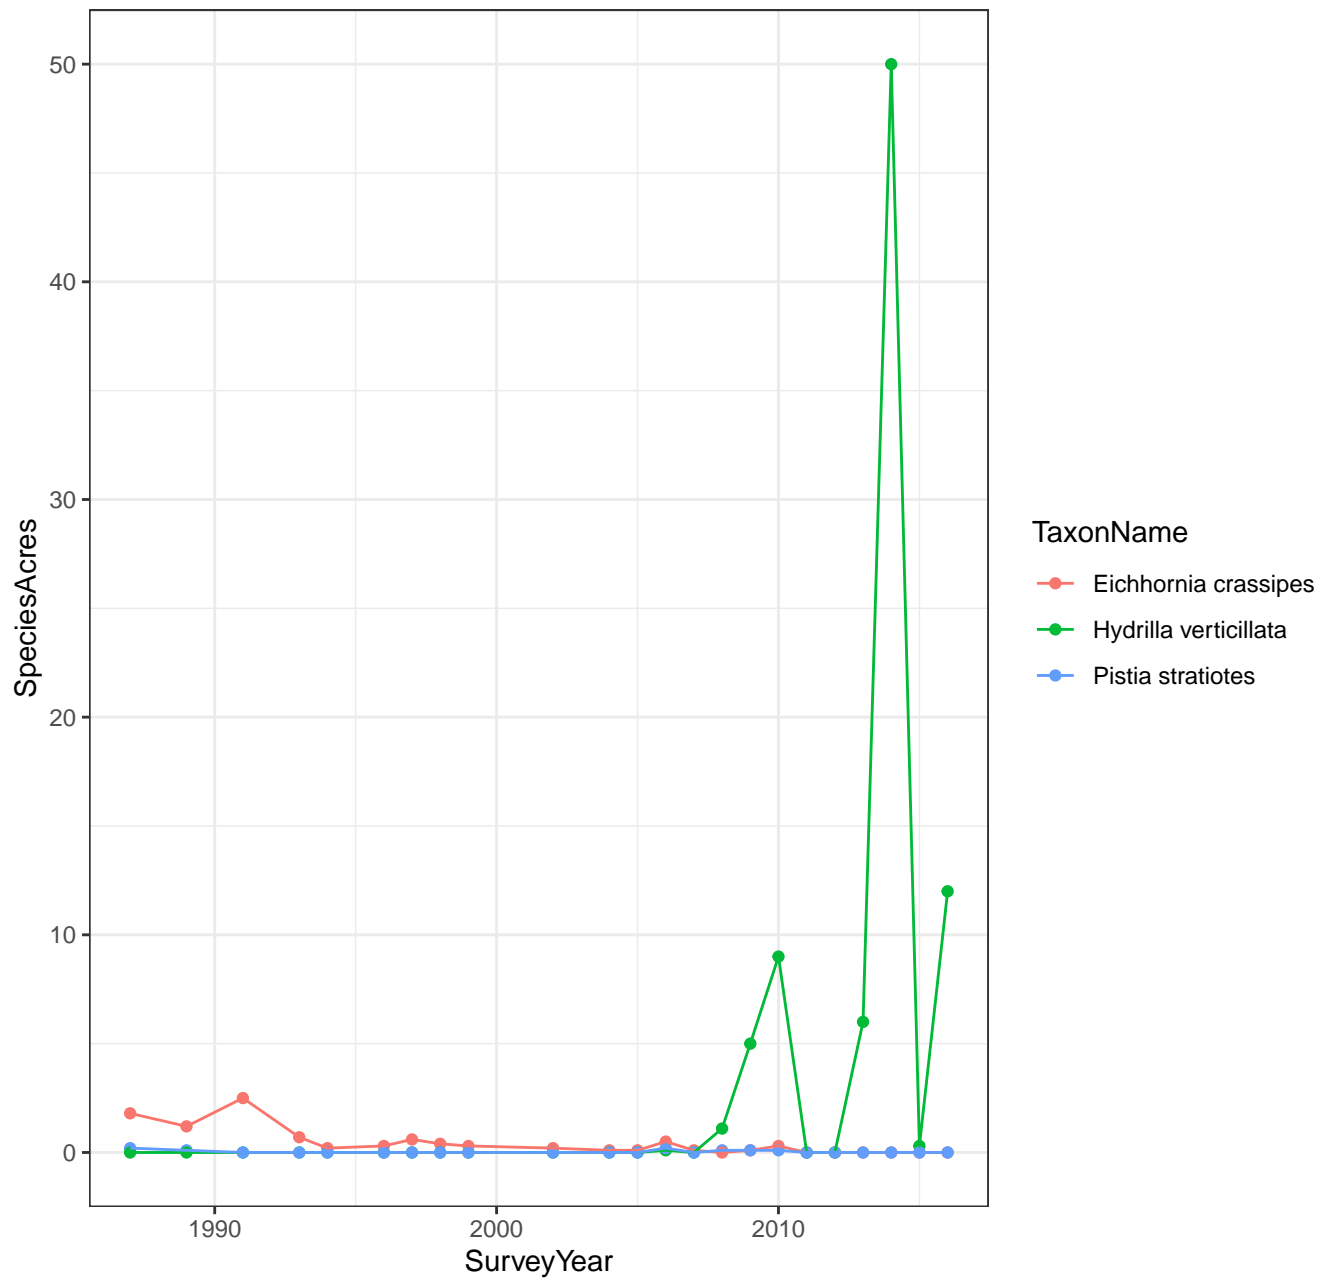 SpeciesAcres
50
40
30
20
10
0
1990 2000 2010
SurveyYear
TaxonName
Eichhornia crassipes
Hydrilla verticillata
Pistia stratiotes